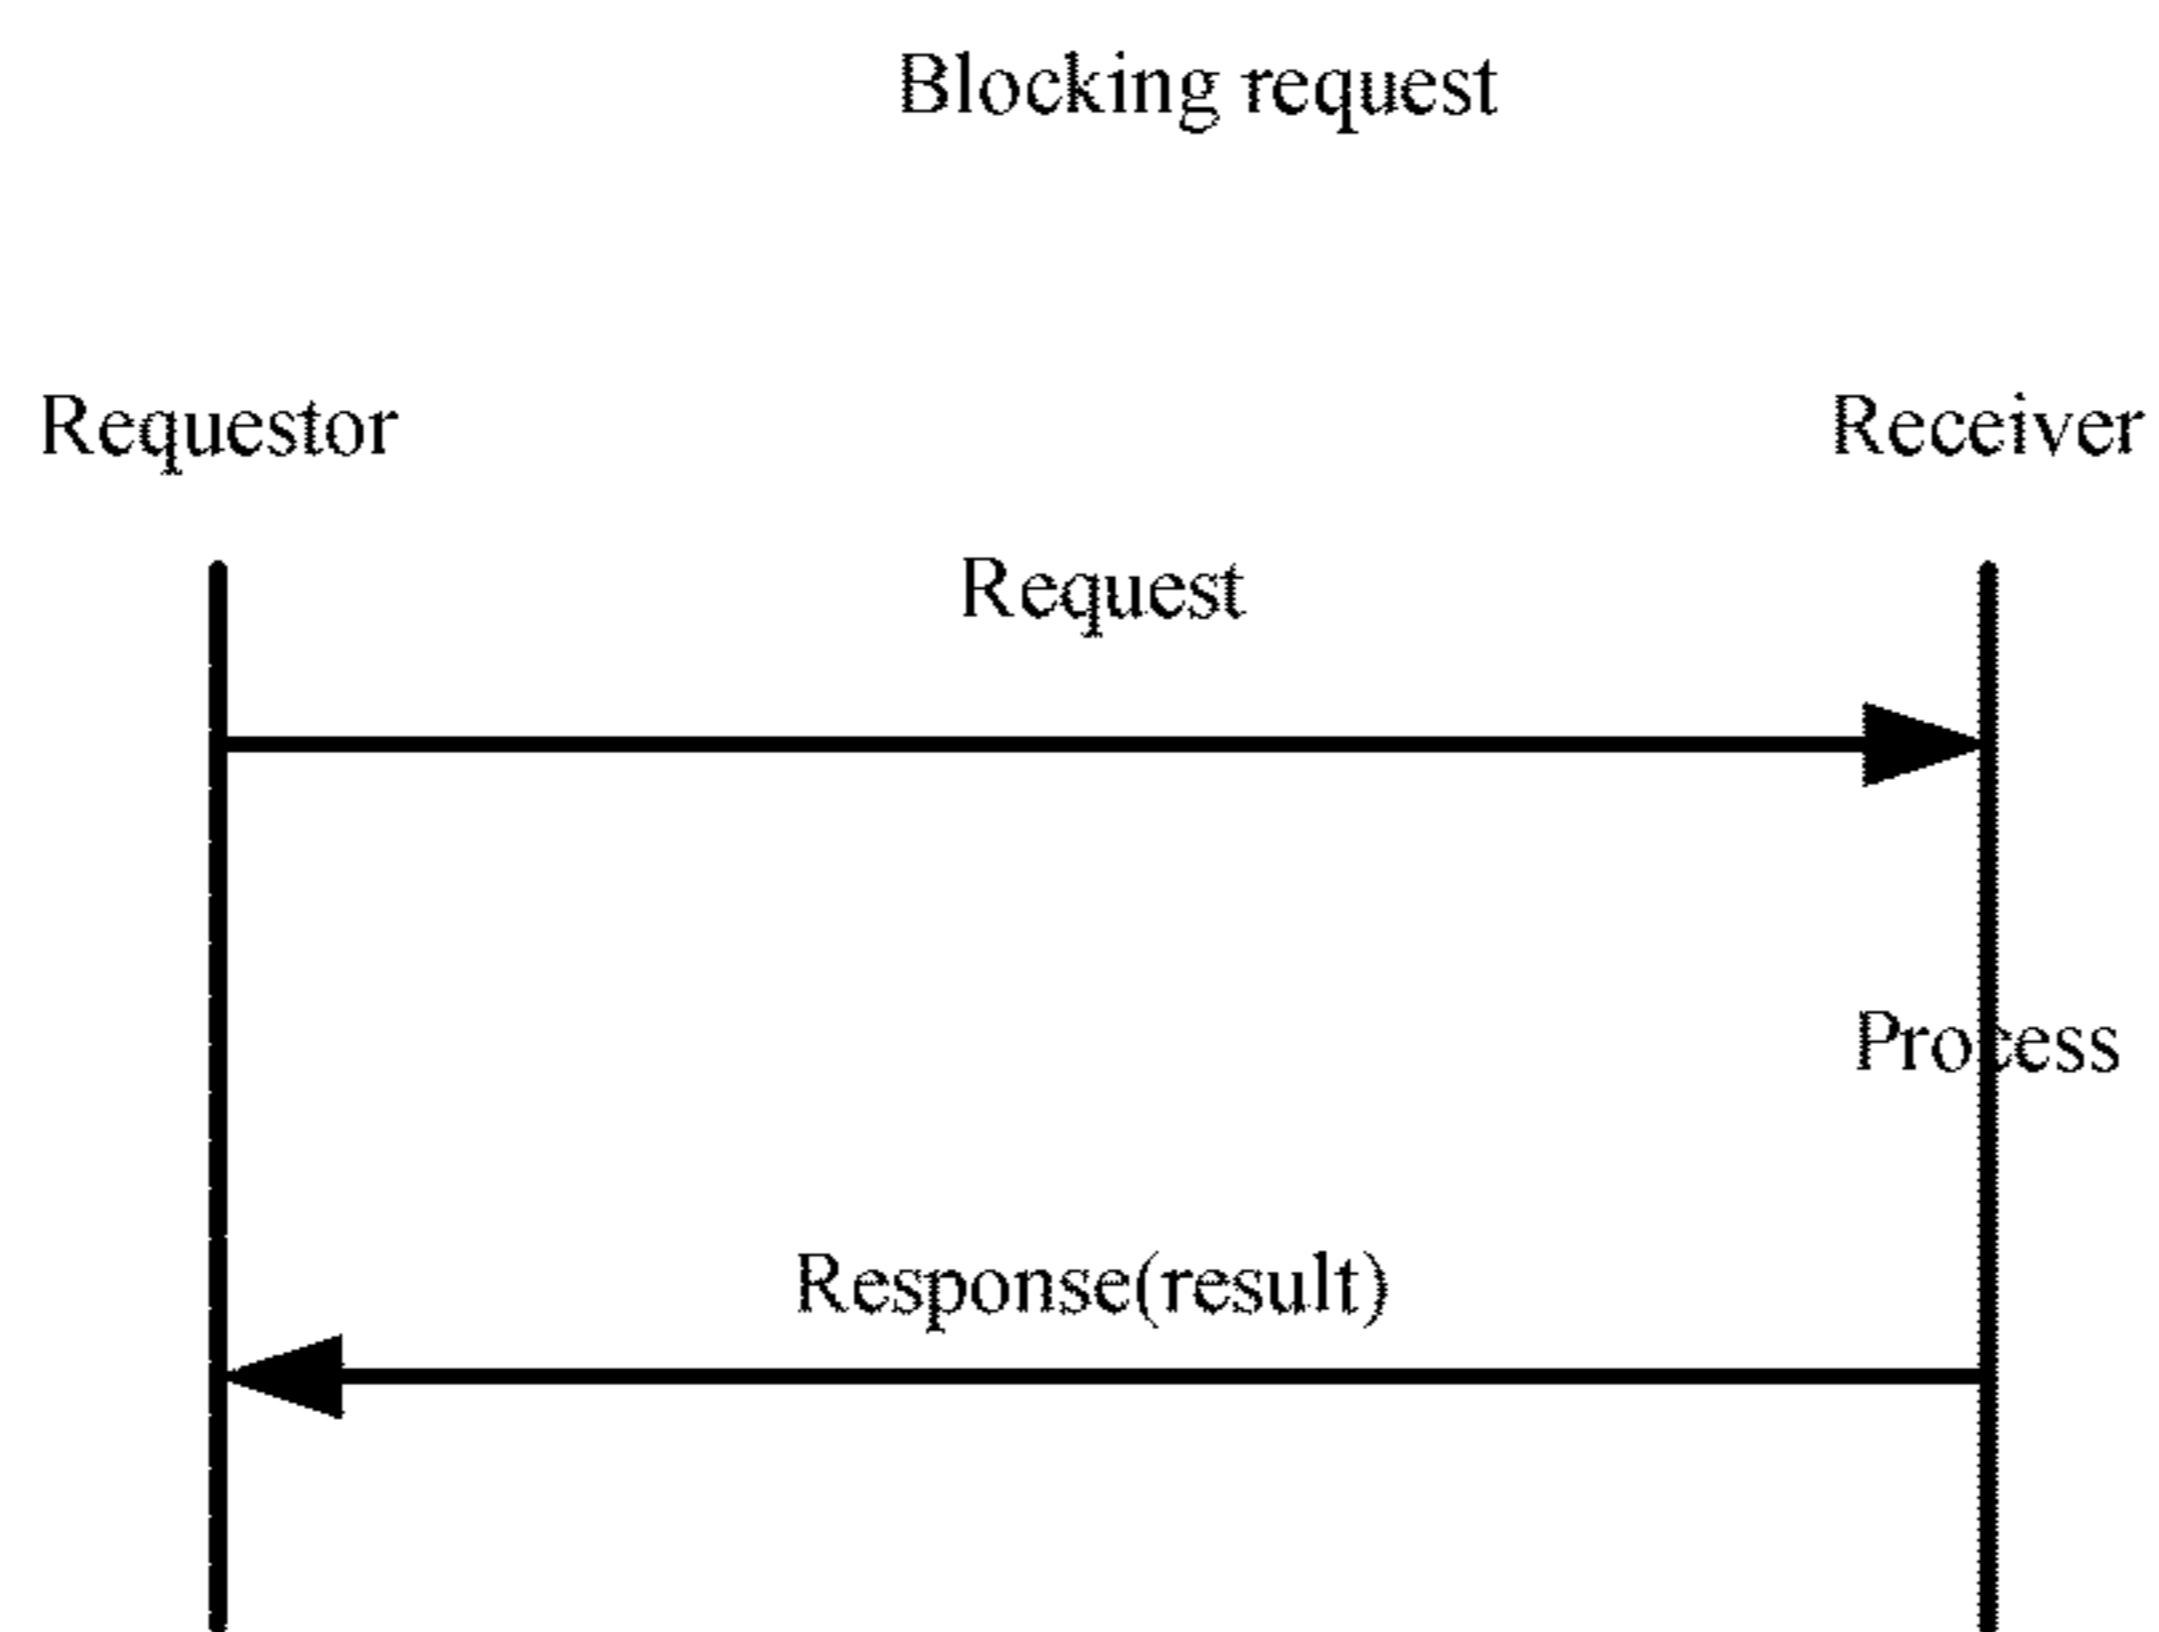 Blocking request
Requestor
Receiver
Request
Process
Response(result)